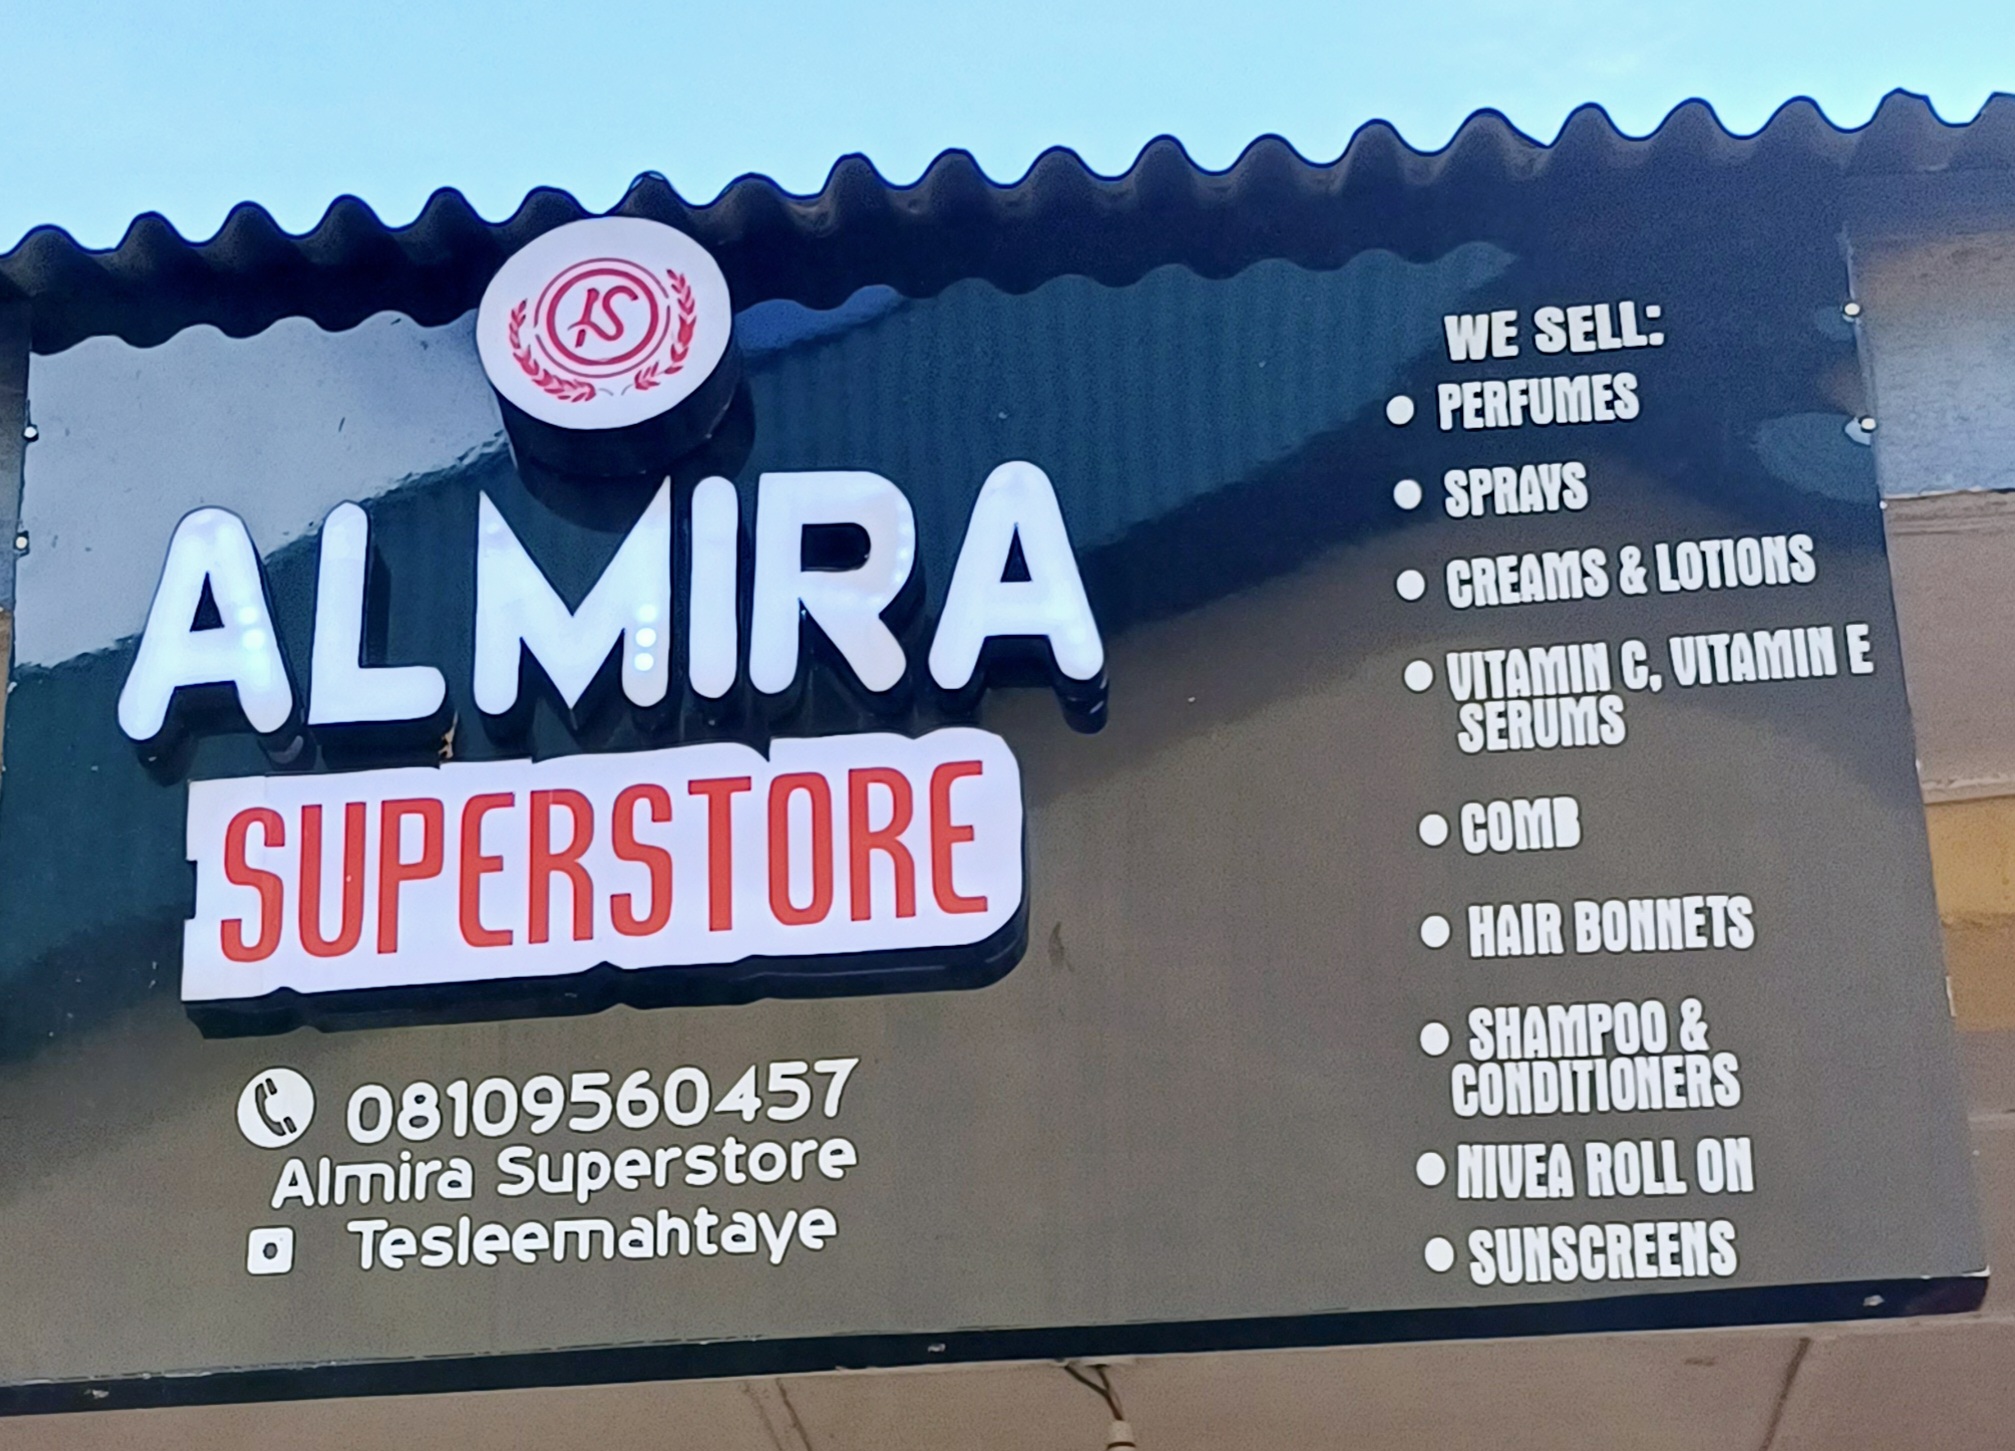 AS
ALMIRA
SUPERSTORE
08109560457
Almira Superstore
Tesleemahtaye
WE SELL:
• PERFUMES
• SPRAYS
• CREAMS & LOTIONS
• VITAMIN C, VITAMIN E
SERUMS
• COMB
• HAIR BONNETS
• SHAMPOO &
CONDITIONERS
• NIVEA ROLL ON
• SUNSCREENS